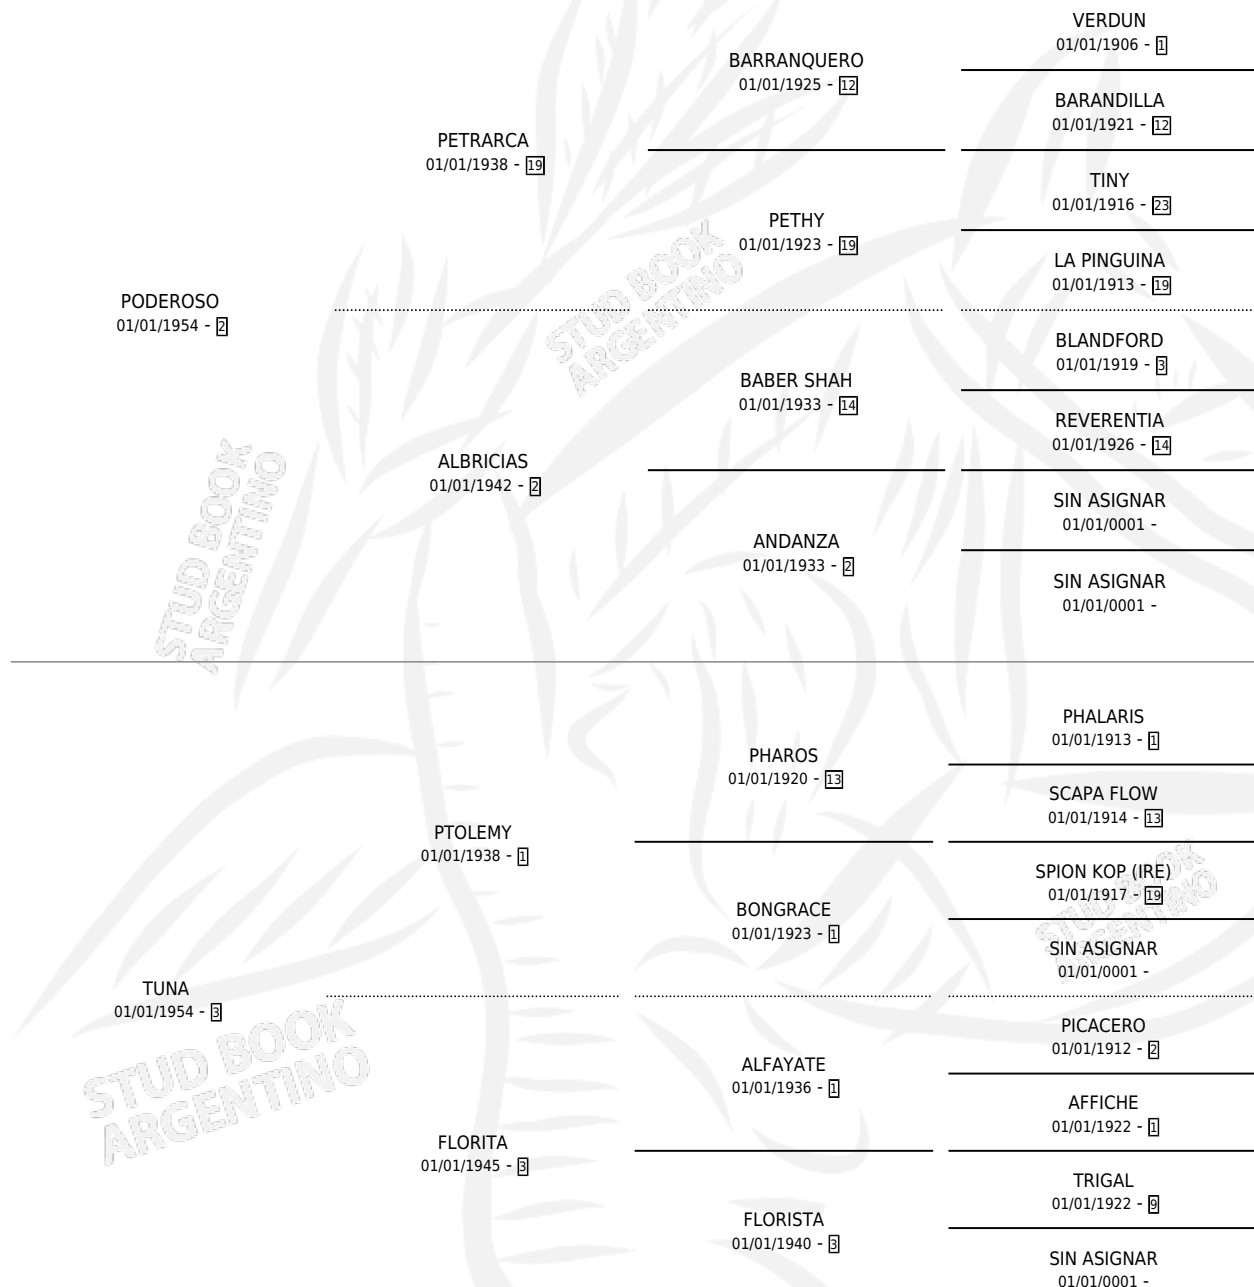 VERDUN
01/01/1906 - 1
BARRANQUERO
01/01/1925 - 12
BARANDILLA
01/01/1921 - 12
PETRARCA
01/01/1938 - 19
TINY
01/01/1916 - 23
PETHY
01/01/1923 - 19
LA PINGUINA
01/01/1913 - 19
PODEROSO
01/01/1954 - 2
BLANDFORD
01/01/1919 - 3
BABER SHAH
01/01/1933 - 14
REVERENTIA
01/01/1926 - 14
ALBRICIAS
01/01/1942 - 2
SIN ASIGNAR
01/01/0001 -
ANDANZA
01/01/1933 - 2
SIN ASIGNAR
01/01/0001 -
PHALARIS
01/01/1913 - 1
PHAROS
01/01/1920 - 13
SCAPA FLOW
01/01/1914 - 13
PTOLEMY
01/01/1938 - 1
SPION KOP (IRE)
01/01/1917 - 19
BONGRACE
01/01/1923 - 1
SIN ASIGNAR
01/01/0001 -
TUNA
01/01/1954 - 3
PICACERO
01/01/1912 - 2
ALFAYATE
01/01/1936 - 1
AFFICHE
01/01/1922 - 1
FLORITA
01/01/1945 - 3
TRIGAL
01/01/1922 - 9
FLORISTA
01/01/1940 - 3
SIN ASIGNAR
01/01/0001 -
STUD BOOK
ARGENTINO
STUD BOOK
ARGENTINO
STUD BOOK
ARGENTINO
STUD BOOK
ARGENTINO